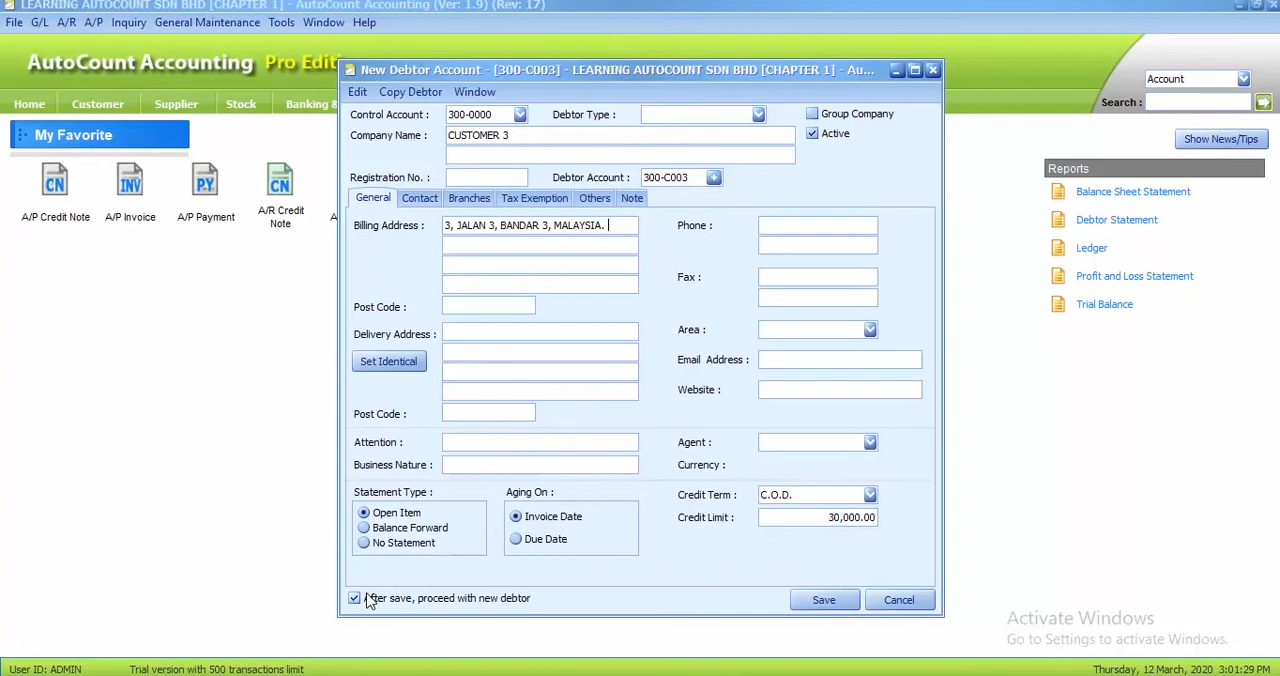 LEARNING AUTOCOUNT SDN BHD [CHAPTER 1] - AutoCount Accounting (Ver: 1.9) (Rev: 17)
File G/L A/R A/P Inquiry General Maintenance Tools Window Help
AutoCount Accounting Pro
Account
Search :
Home Customer Supplier Stock Banking &
My Favorite
Show News/Tips
A/P Credit Note
A/P Invoice
A/P Payment
A/R Credit Note
Reports
Balance Sheet Statement
Debtor Statement
Ledger
Profit and Loss Statement
Trial Balance
New Debtor Account - [300-C003] - LEARNING AUTOCOUNT SDN BHD [CHAPTER 1] - Au...
Edit Copy Debtor Window
Control Account : 300-0000 Debtor Type : Group Company
Company Name : CUSTOMER 3 Active
Registration No. : Debtor Account : 300-C003
General Contact Branches Tax Exemption Others Note
Billing Address : 3, JALAN 3, BANDAR 3, MALAYSIA. Phone :
Fax :
Post Code :
Delivery Address : Area :
Set Identical Email Address :
Website :
Post Code :
Attention : Agent :
Business Nature : Currency :
Statement Type : Aging On : Credit Term : C.O.D.
Open Item Invoice Date Credit Limit : 30,000.00
Balance Forward Due Date
No Statement
After save, proceed with new debtor Save Cancel
Activate Windows
Go to Settings to activate Windows.
User ID: ADMIN Trial version with 500 transactions limit Thursday, 12 March, 2020 3:01:29 PM